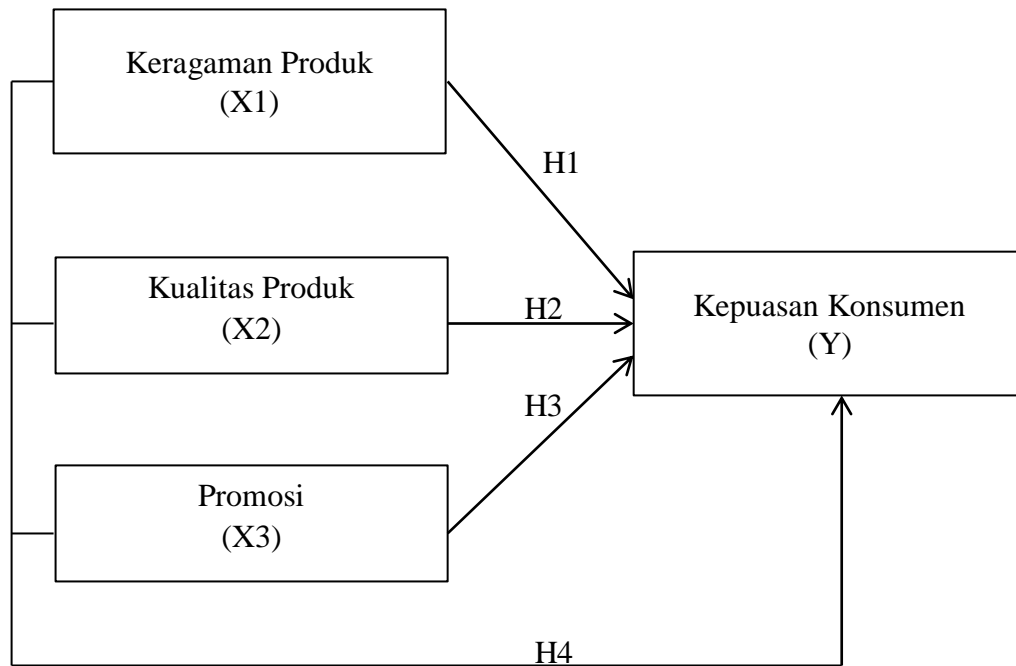 Keragaman Produk
(X1)
H1
Kualitas Produk
(X2)
H2
Kepuasan Konsumen
(Y)
H3
Promosi
(X3)
H4